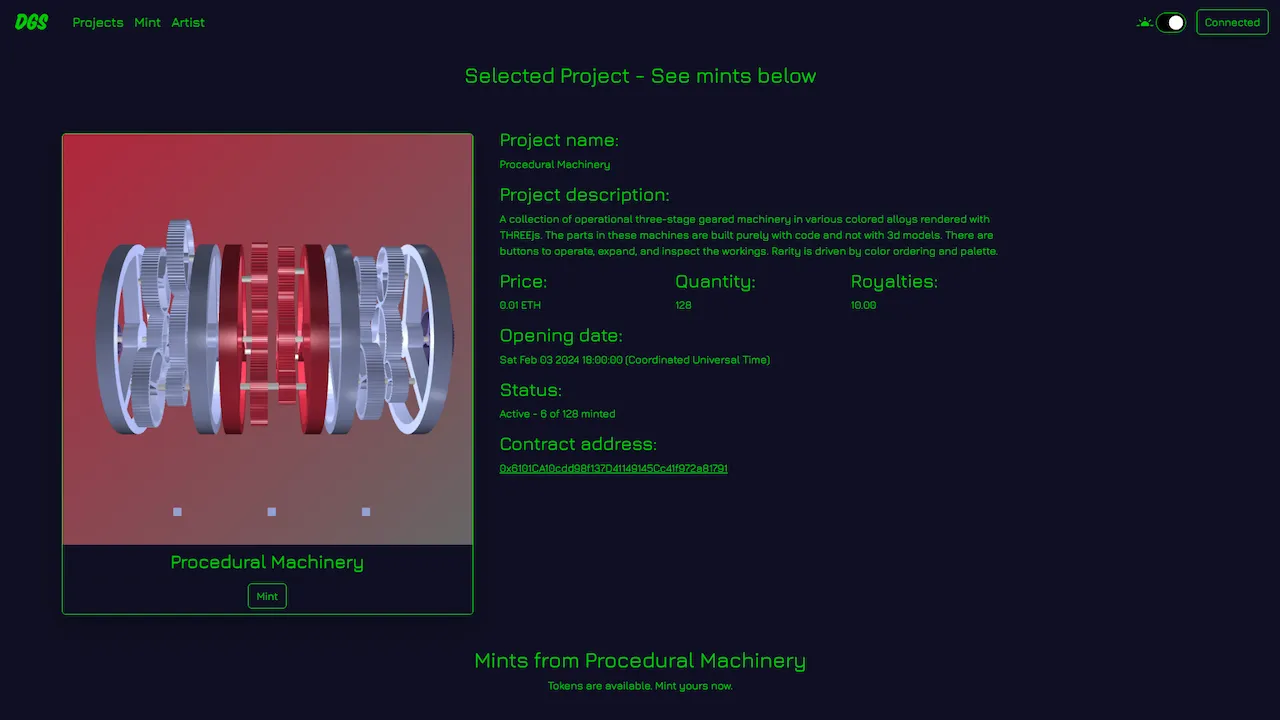 DGS
Projects Mint Artist
Connected
Selected Project - See mints below
Project name:
Procedural Machinery
Project description:
A collection of operational three-stage geared machinery in various colored alloys rendered with
THREEjs. The parts in these machines are built purely with code and not with 3d models. There are
buttons to operate, expand, and inspect the workings. Rarity is driven by color ordering and palette.
Price: Quantity: Royalties:
0.01 ETH 128 10.00
Opening date:
Sat Feb 03 2024 18:00:00 (Coordinated Universal Time)
Status:
Active - 6 of 128 minted
Contract address:
0x6101CA10cdd98f137D41149145Cc41f972a81791
Procedural Machinery
Mint
Mints from Procedural Machinery
Tokens are available. Mint yours now.